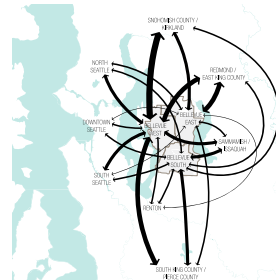 SNOHOMISH COUNTY /
KIRKLAND
NORTH
SEATTLE
REDMOND /
EAST KING COUNTY
BELLEVUE
EAST
DOWNTOWN
SEATTLE
BELLEVUE
WEST
SAMMAMISH /
ISSAQUAH
BELLEVUE
SOUTH
SOUTH
SEATTLE
RENTON
SOUTH KING COUNTY /
PIERCE COUNTY